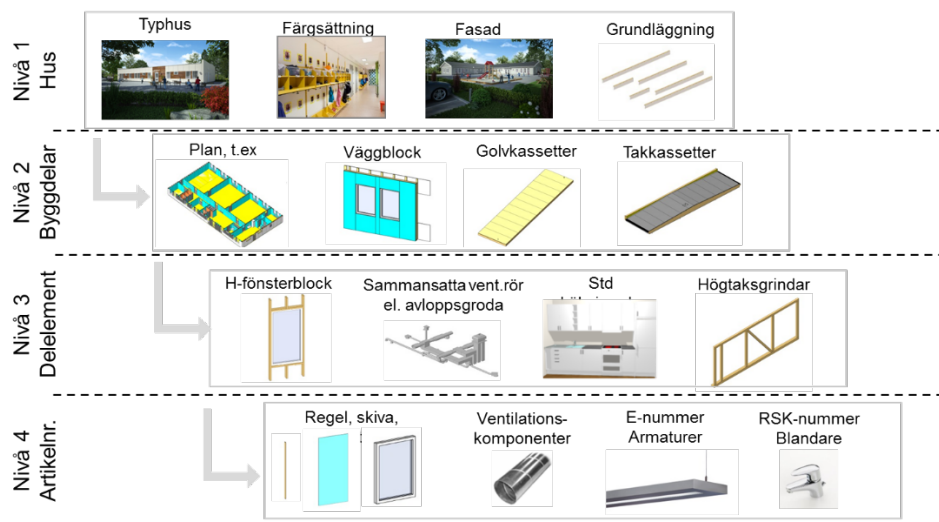 Nivå 1
Hus
Typhus
Färgsättning
Fasad
Grundläggning
Nivå 2
Byggdelar
Plan, t.ex
Väggblock
Golvkassetter
Takkassetter
Nivå 3
Delelement
H-fönsterblock
Sammansatta vent.rör
el. avloppsgroda
Std
Högtaksgrindar
Nivå 4
Artikelnr.
Regel, skiva,
Ventilations-
komponenter
E-nummer
Armaturer
RSK-nummer
Blandare